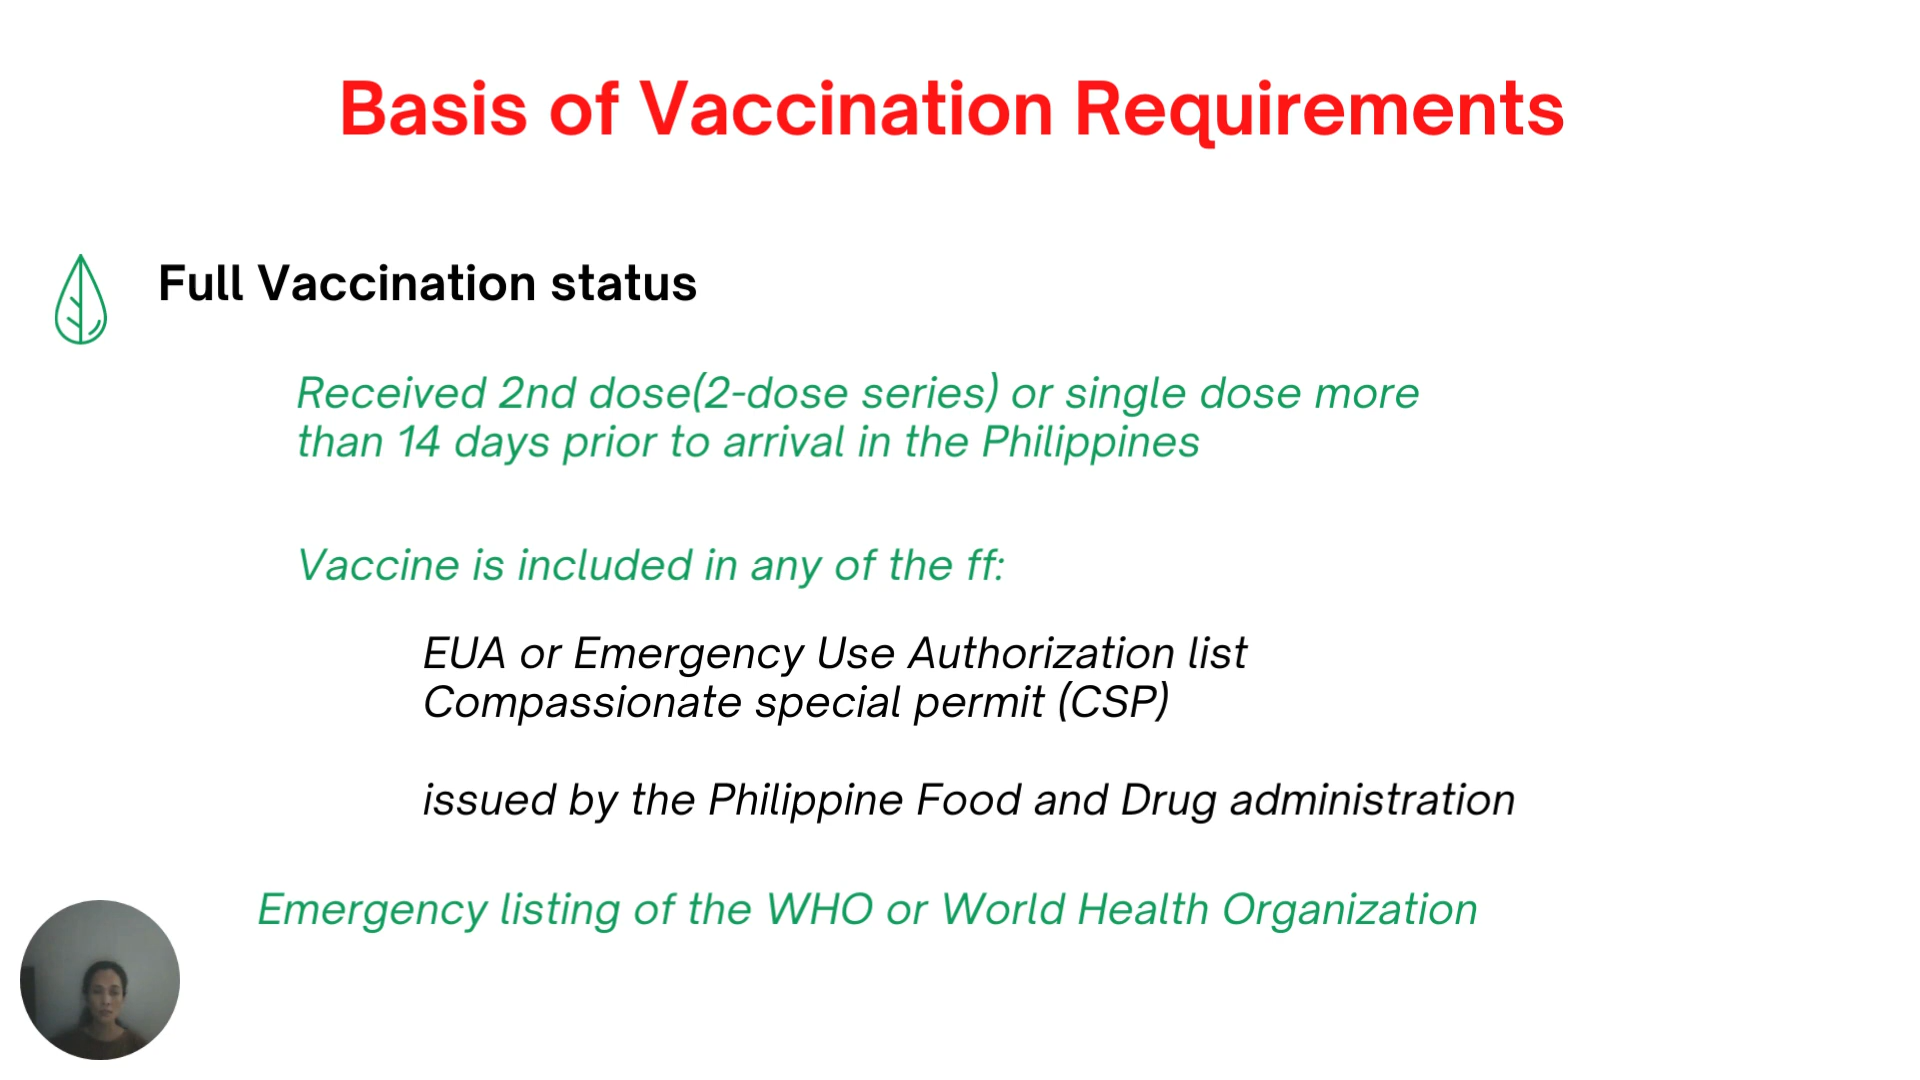 Basis of Vaccination Requirements
Full Vaccination status
Received 2nd dose(2-dose series) or single dose more
than 14 days prior to arrival in the Philippines
Vaccine is included in any of the ff:
EUA or Emergency Use Authorization list
Compassionate special permit (CSP)
issued by the Philippine Food and Drug administration
Emergency listing of the WHO or World Health Organization